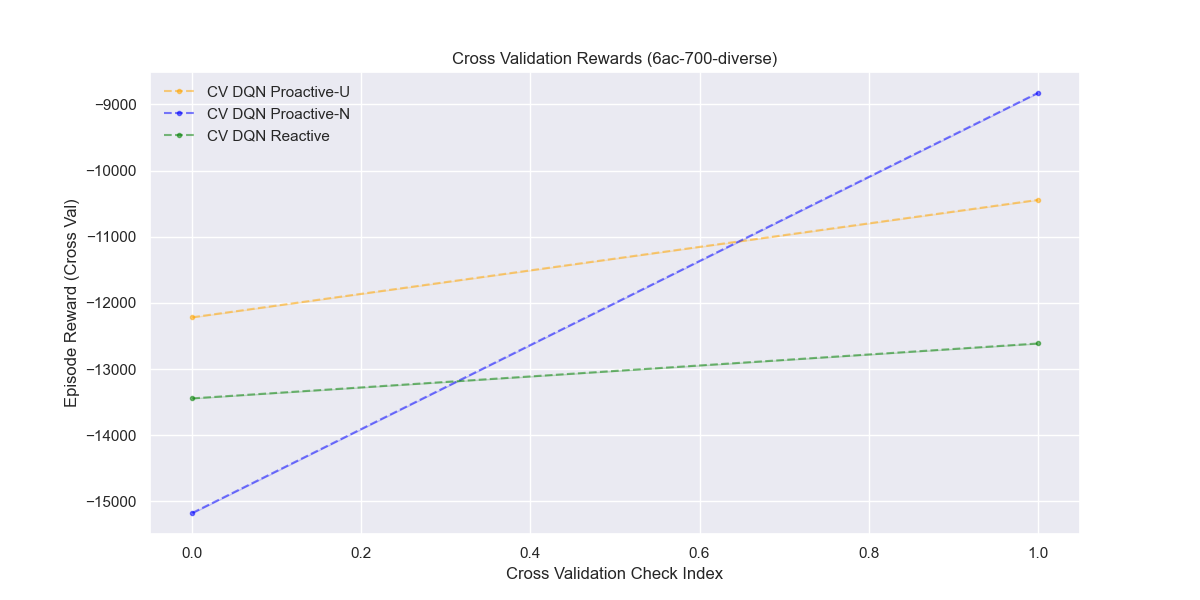 Cross Validation Rewards (6ac-700-diverse)
CV DQN Proactive-U
CV DQN Proactive-N
CV DQN Reactive
Episode Reward (Cross Val)
−9000
−10000
−11000
−12000
−13000
−14000
−15000
0.0 0.2 0.4 0.6 0.8 1.0
Cross Validation Check Index